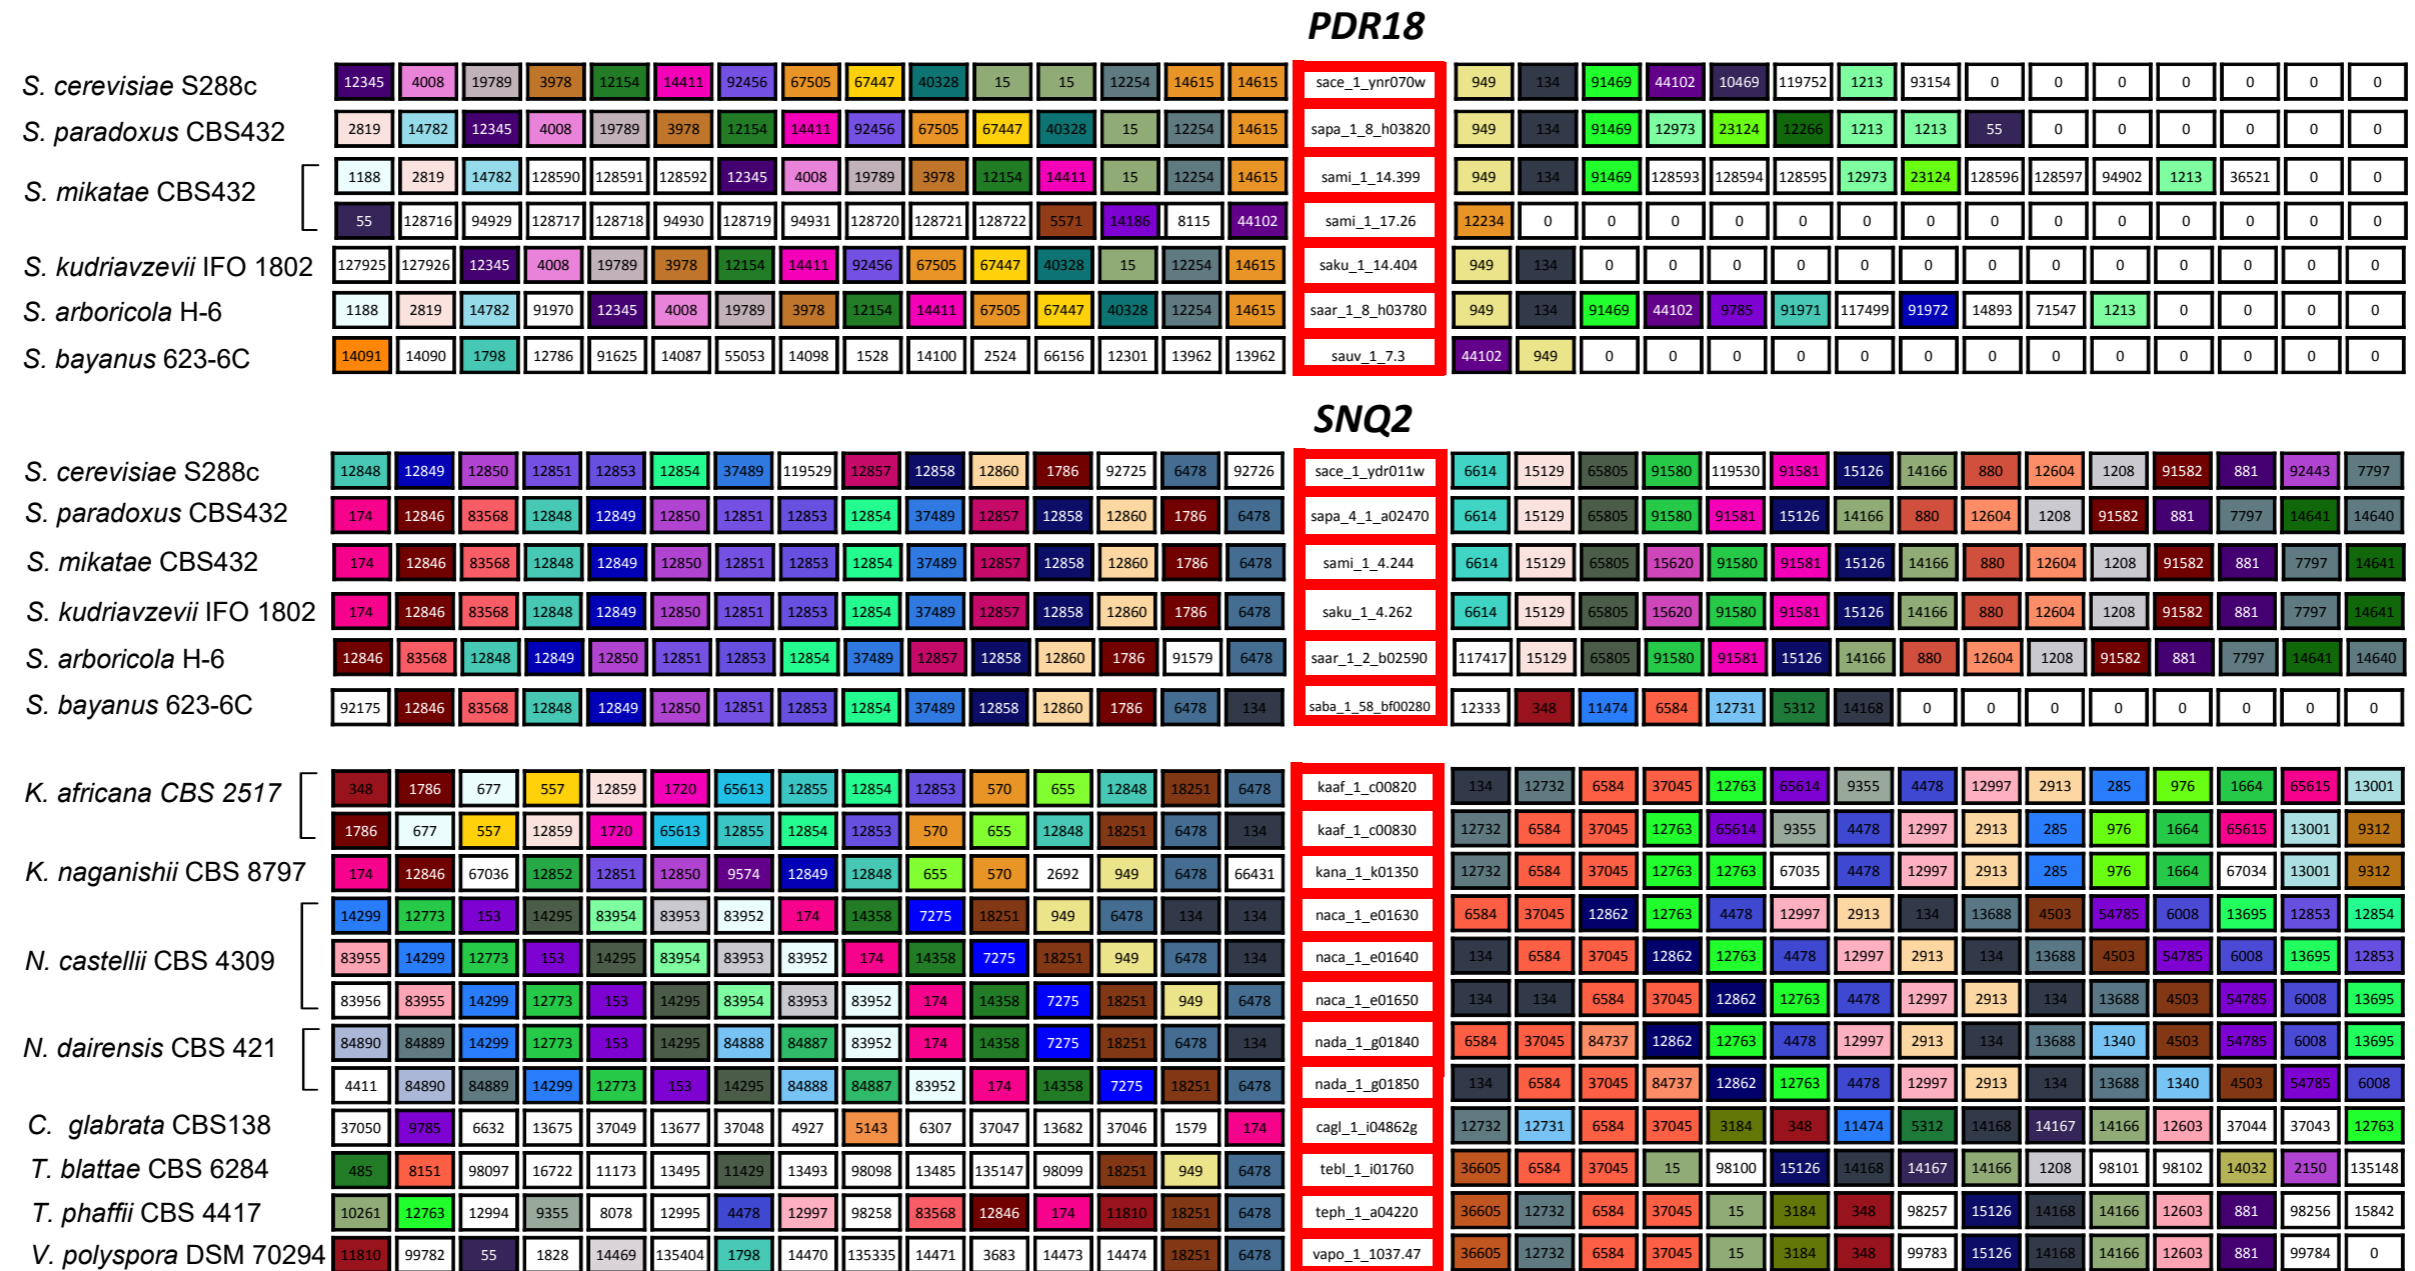 PDR18
S. cerevisiae S288c 12345 4008 19789 3978 12154 14411 92456 67505 67447 40328 15 15 12254 14615 14615 sace_1_ynr070w 949 134 91469 44102 10469 119752 1213 93154 0 0 0 0 0 0 0
S. paradoxus CBS432 2819 14782 12345 4008 19789 3978 12154 14411 92456 67505 67447 40328 15 12254 14615 sapa_1_8_h03820 949 134 91469 12973 23124 12266 1213 1213 55 0 0 0 0 0 0
S. mikatae CBS432 1188 2819 14782 128590 128591 128592 12345 4008 19789 3978 12154 14411 15 12254 14615 sami_1_14.399 949 134 91469 128593 128594 128595 12973 23124 128596 128597 94902 1213 36521 0 0
55 128716 94929 128717 128718 94930 128719 94931 128720 128721 128722 5571 14186 8115 44102 sami_1_17.26 12234 0 0 0 0 0 0 0 0 0 0 0 0 0 0
S. kudriavzevii IFO 1802 127925 127926 12345 4008 19789 3978 12154 14411 92456 67505 67447 40328 15 12254 14615 saku_1_14.404 949 134 0 0 0 0 0 0 0 0 0 0 0 0 0
S. arboricola H-6 1188 2819 14782 91970 12345 4008 19789 3978 12154 14411 67505 67447 40328 12254 14615 saar_1_8_h03780 949 134 91469 44102 9785 91971 117499 91972 14893 71547 1213 0 0 0 0
S. bayanus 623-6C 14091 14090 1798 12786 91625 14087 55053 14098 1528 14100 2524 66156 12301 13962 13962 sauv_1_7.3 44102 949 0 0 0 0 0 0 0 0 0 0 0 0 0
SNQ2
S. cerevisiae S288c 12848 12849 12850 12851 12853 12854 37489 119529 12857 12858 12860 1786 92725 6478 92726 sace_1_ydr011w 6614 15129 65805 91580 119530 91581 15126 14166 880 12604 1208 91582 881 92443 7797
S. paradoxus CBS432 174 12846 83568 12848 12849 12850 12851 12853 12854 37489 12857 12858 12860 1786 6478 sapa_4_1_a02470 6614 15129 65805 91580 91581 15126 14166 880 12604 1208 91582 881 7797 14641 14640
S. mikatae CBS432 174 12846 83568 12848 12849 12850 12851 12853 12854 37489 12857 12858 12860 1786 6478 sami_1_4.244 6614 15129 65805 15620 91580 91581 15126 14166 880 12604 1208 91582 881 7797 14641
S. kudriavzevii IFO 1802 174 12846 83568 12848 12849 12850 12851 12853 12854 37489 12857 12858 12860 1786 6478 saku_1_4.262 6614 15129 65805 15620 91580 91581 15126 14166 880 12604 1208 91582 881 7797 14641
S. arboricola H-6 12846 83568 12848 12849 12850 12851 12853 12854 37489 12857 12858 12860 1786 91579 6478 saar_1_2_b02590 117417 15129 65805 91580 91581 15126 14166 880 12604 1208 91582 881 7797 14641 14640
S. bayanus 623-6C 92175 12846 83568 12848 12849 12850 12851 12853 12854 37489 12858 12860 1786 6478 134 saba_1_58_bf00280 12333 348 11474 6584 12731 5312 14168 0 0 0 0 0 0 0 0
K. africana CBS 2517 348 1786 677 557 12859 1720 65613 12855 12854 12853 570 655 12848 18251 6478 kaaf_1_c00820 134 12732 6584 37045 12763 65614 9355 4478 12997 2913 285 976 1664 65615 13001
1786 677 557 12859 1720 65613 12855 12854 12853 570 655 12848 18251 6478 134 kaaf_1_c00830 12732 6584 37045 12763 65614 9355 4478 12997 2913 285 976 1664 65615 13001 9312
K. naganishii CBS 8797 174 12846 67036 12852 12851 12850 9574 12849 12848 655 570 2692 949 6478 66431 kana_1_k01350 12732 6584 37045 12763 12763 67035 4478 12997 2913 285 976 1664 67034 13001 9312
14299 12773 153 14295 83954 83953 83952 174 14358 7275 18251 949 6478 134 134 naca_1_e01630 6584 37045 12862 12763 4478 12997 2913 134 13688 4503 54785 6008 13695 12853 12854
N. castellii CBS 4309 83955 14299 12773 153 14295 83954 83953 83952 174 14358 7275 18251 949 6478 134 naca_1_e01640 134 6584 37045 12862 12763 4478 12997 2913 134 13688 4503 54785 6008 13695 12853
83956 83955 14299 12773 153 14295 83954 83953 83952 174 14358 7275 18251 949 6478 naca_1_e01650 134 134 6584 37045 12862 12763 4478 12997 2913 134 13688 4503 54785 6008 13695
N. dairensis CBS 421 84890 84889 14299 12773 153 14295 84888 84887 83952 174 14358 7275 18251 6478 134 nada_1_g01840 6584 37045 84737 12862 12763 4478 12997 2913 134 13688 1340 4503 54785 6008 13695
4411 84890 84889 14299 12773 153 14295 84888 84887 83952 174 14358 7275 18251 6478 nada_1_g01850 134 6584 37045 84737 12862 12763 4478 12997 2913 134 13688 1340 4503 54785 6008
C. glabrata CBS138 37050 9785 6632 13675 37049 13677 37048 4927 5143 6307 37047 13682 37046 1579 174 cagl_1_i04862g 12732 12731 6584 37045 3184 348 11474 5312 14168 14167 14166 12603 37044 37043 12763
T. blattae CBS 6284 485 8151 98097 16722 11173 13495 11429 13493 98098 13485 135147 98099 18251 949 6478 tebl_1_i01760 36605 6584 37045 15 98100 15126 14168 14167 14166 1208 98101 98102 14032 2150 135148
T. phaffii CBS 4417 10261 12763 12994 9355 8078 12995 4478 12997 98258 83568 12846 174 11810 18251 6478 teph_1_a04220 36605 12732 6584 37045 15 3184 348 98257 15126 14168 14166 12603 881 98256 15842
V. polyspora DSM 70294 11810 99782 55 1828 14469 135404 1798 14470 135335 14471 3683 14473 14474 18251 6478 vapo_1_1037.47 36605 12732 6584 37045 15 3184 348 99783 15126 14168 14166 12603 881 99784 0